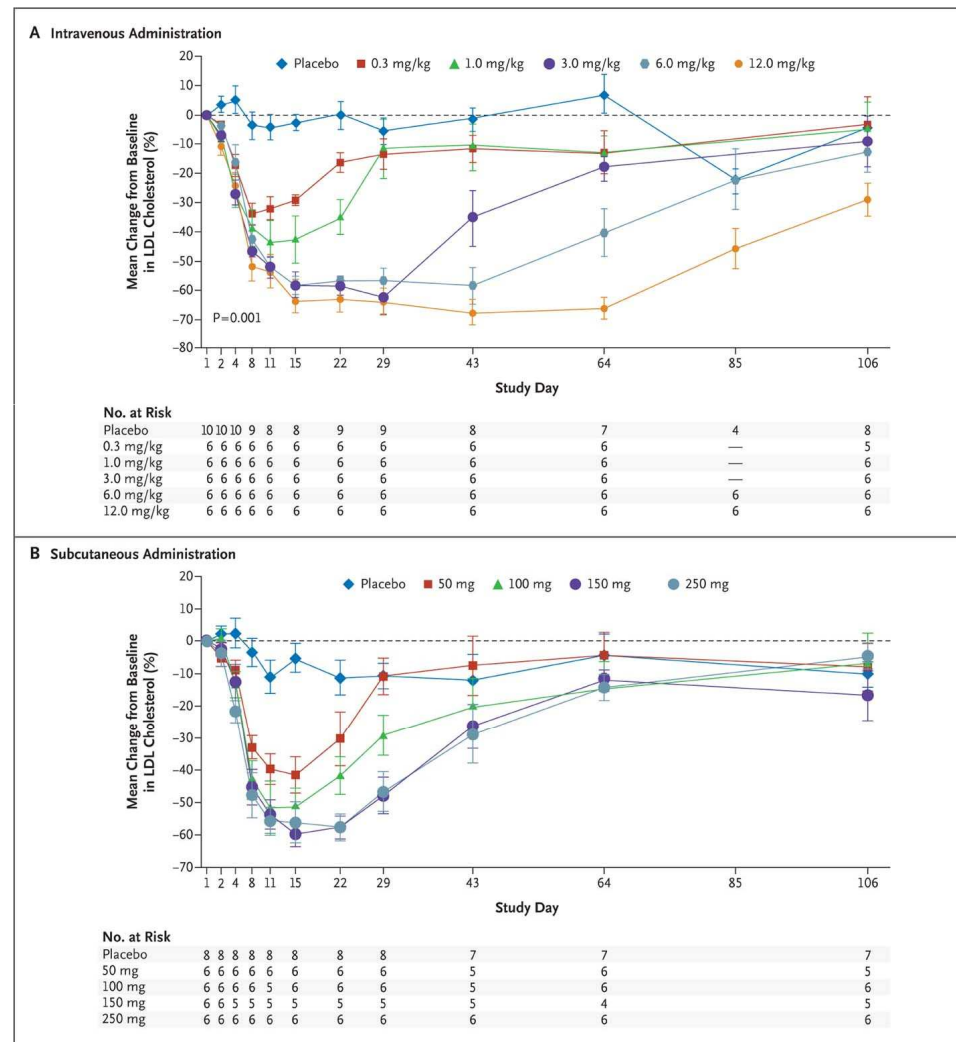 A Intravenous Administration
Placebo 0.3 mg/kg 1.0 mg/kg 3.0 mg/kg 6.0 mg/kg 12.0 mg/kg
Mean Change from Baseline
in LDL Cholesterol (%)
20
10
0
−10
−20
−30
−40
−50
−60
−70
−80
P=0.001
1 2 4 8 11 15 22 29 43 64 85 106
Study Day
No. at Risk
Placebo 10 10 10 9 8 8 9 9 8 7 4 8
0.3 mg/kg 6 6 6 6 6 6 6 6 6 6 — 5
1.0 mg/kg 6 6 6 6 6 6 6 6 6 6 — 6
3.0 mg/kg 6 6 6 6 6 6 6 6 6 6 — 6
6.0 mg/kg 6 6 6 6 6 6 6 6 6 6 6 6
12.0 mg/kg 6 6 6 6 6 6 6 6 6 6 6 6
B Subcutaneous Administration
Placebo 50 mg 100 mg 150 mg 250 mg
Mean Change from Baseline
in LDL Cholesterol (%)
20
10
0
−10
−20
−30
−40
−50
−60
−70
1 2 4 8 11 15 22 29 43 64 85 106
Study Day
No. at Risk
Placebo 8 8 8 8 8 8 8 8 7 7 7
50 mg 6 6 6 6 6 6 6 6 5 6 5
100 mg 6 6 6 6 5 6 6 6 5 6 6
150 mg 6 6 5 5 5 5 5 5 5 4 5
250 mg 6 6 6 6 6 6 6 6 6 6 6